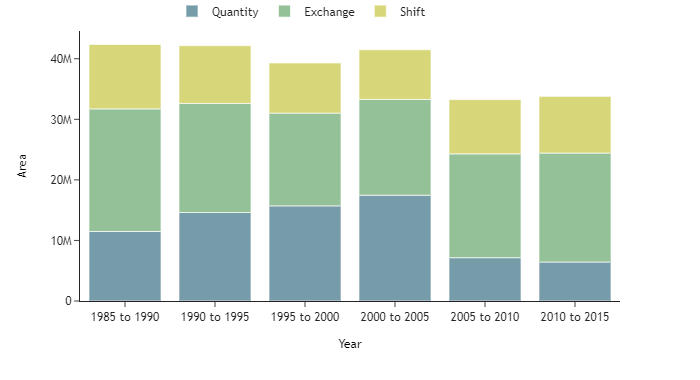 Quantity Exchange Shift
40M
30M
20M
10M
0
Area
1985 to 1990 1990 to 1995 1995 to 2000 2000 to 2005 2005 to 2010 2010 to 2015
Year